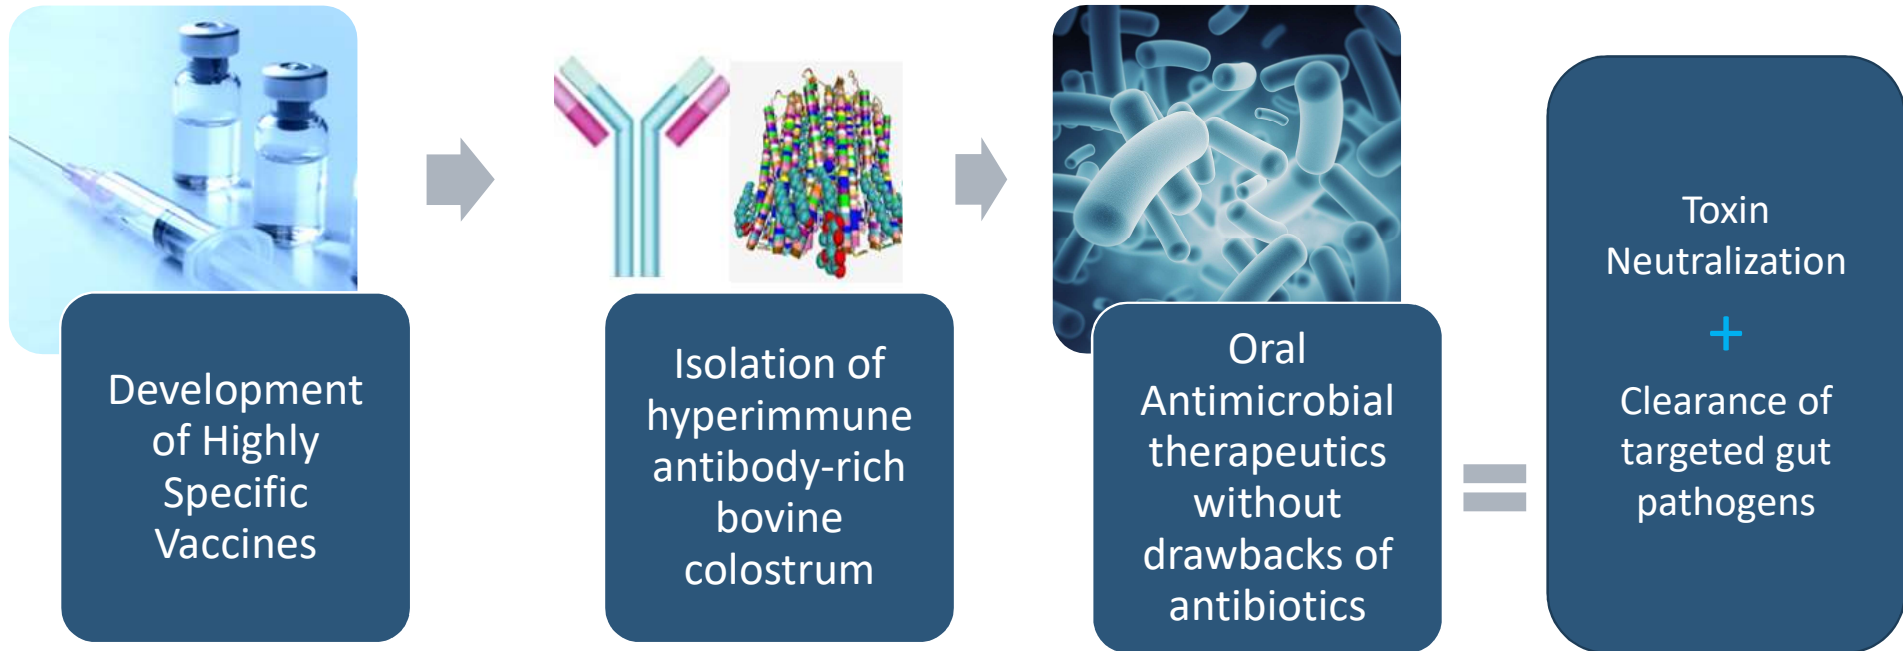 Development
of Highly
Specific
Vaccines
Isolation of
hyperimmune
antibody-rich
bovine
colostrum
Oral
Antimicrobial
therapeutics
without
drawbacks of
antibiotics
Toxin
Neutralization
+
Clearance of
targeted gut
pathogens